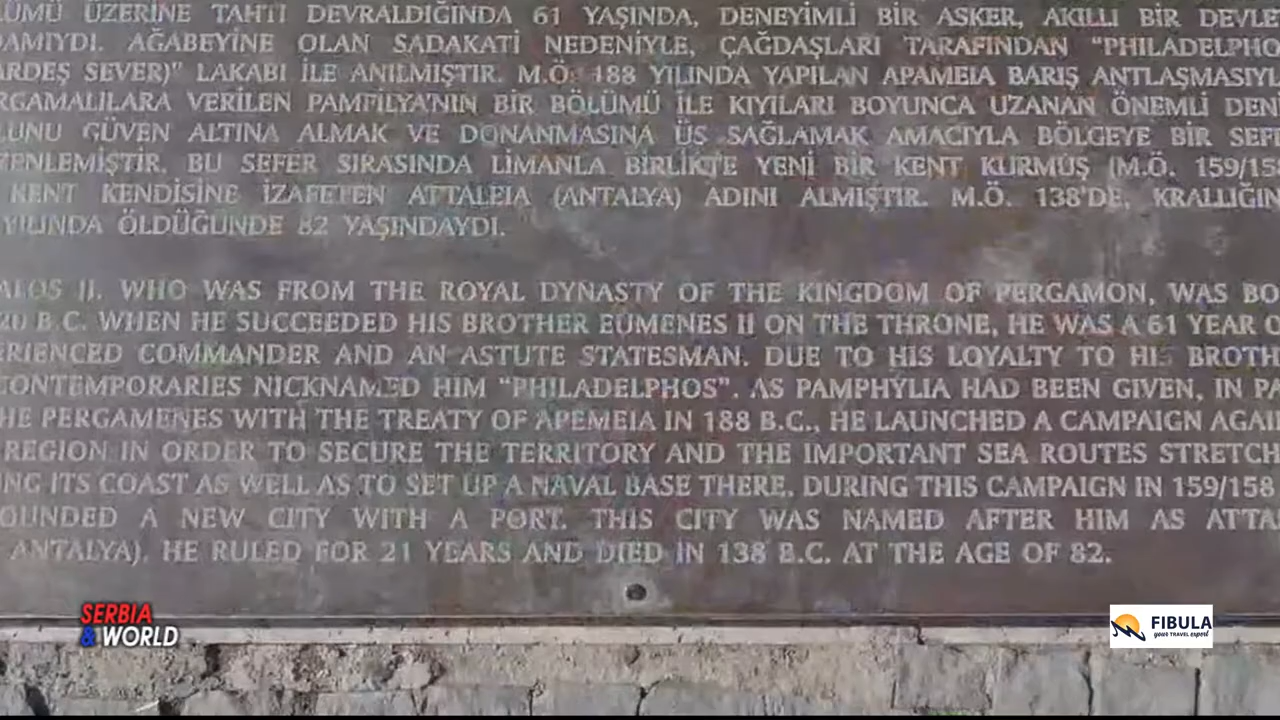 ÜMÜ ÜZERİNE TAHTI DEVRALDIĞINDA 61 YAŞINDA, DENEYİMLİ BİR ASKER, AKILLI BİR DEVLE
DAMIYDI. AĞABEYİNE OLAN SADAKATİ NEDENİYLE, ÇAĞDAŞLARI TARAFINDAN “PHILADELPHO
ARDEŞ SEVER)” LAKABI İLE ANILMIŞTIR. M.Ö. 188 YILINDA YAPILAN APAMEIA BARIŞ ANTLAŞMASIYL
RGAMALILARA VERİLEN PAMFİLYA'NIN BİR BÖLÜMÜ İLE KIYILARI BOYUNCA UZANAN ÖNEMLİ DEN
LUNU GÜVEN ALTINA ALMAK VE DONANMASINA ÜS SAĞLAMAK AMACIYLA BÖLGEYE BİR SEFE
ZENLEMİŞTİR. BU SEFER SIRASINDA LİMANLA BİRLİKTE YENİ BİR KENT KURMUŞ (M.Ö. 159/158
KENT KENDİSİNE İZAFETEN ATTALEIA (ANTALYA) ADINI ALMIŞTIR. M.Ö. 138'DE, KRALLIĞIN
YILINDA ÖLDÜĞÜNDE 82 YAŞINDAYDI.
ALOS II. WHO WAS FROM THE ROYAL DYNASTY OF THE KINGDOM OF PERGAMON, WAS BO
20 B.C. WHEN HE SUCCEEDED HIS BROTHER EUMENES II ON THE THRONE, HE WAS A 61 YEAR O
ERIENCED COMMANDER AND AN ASTUTE STATESMAN. DUE TO HIS LOYALTY TO HIS BROTH
CONTEMPORARIES NICKNAMED HIM “PHILADELPHOS”. AS PAMPHYLIA HAD BEEN GIVEN, IN PA
HE PERGAMENES WITH THE TREATY OF APEMEIA IN 188 B.C., HE LAUNCHED A CAMPAIGN AGAI
REGION IN ORDER TO SECURE THE TERRITORY AND THE IMPORTANT SEA ROUTES STRETCH
ING ITS COAST AS WELL AS TO SET UP A NAVAL BASE THERE. DURING THIS CAMPAIGN IN 159/158
OUNDED A NEW CITY WITH A PORT. THIS CITY WAS NAMED AFTER HIM AS ATTA
ANTALYA). HE RULED FOR 21 YEARS AND DIED IN 138 B.C. AT THE AGE OF 82.
SERBIA
& WORLD
FIBULA
your TRAVEL expert